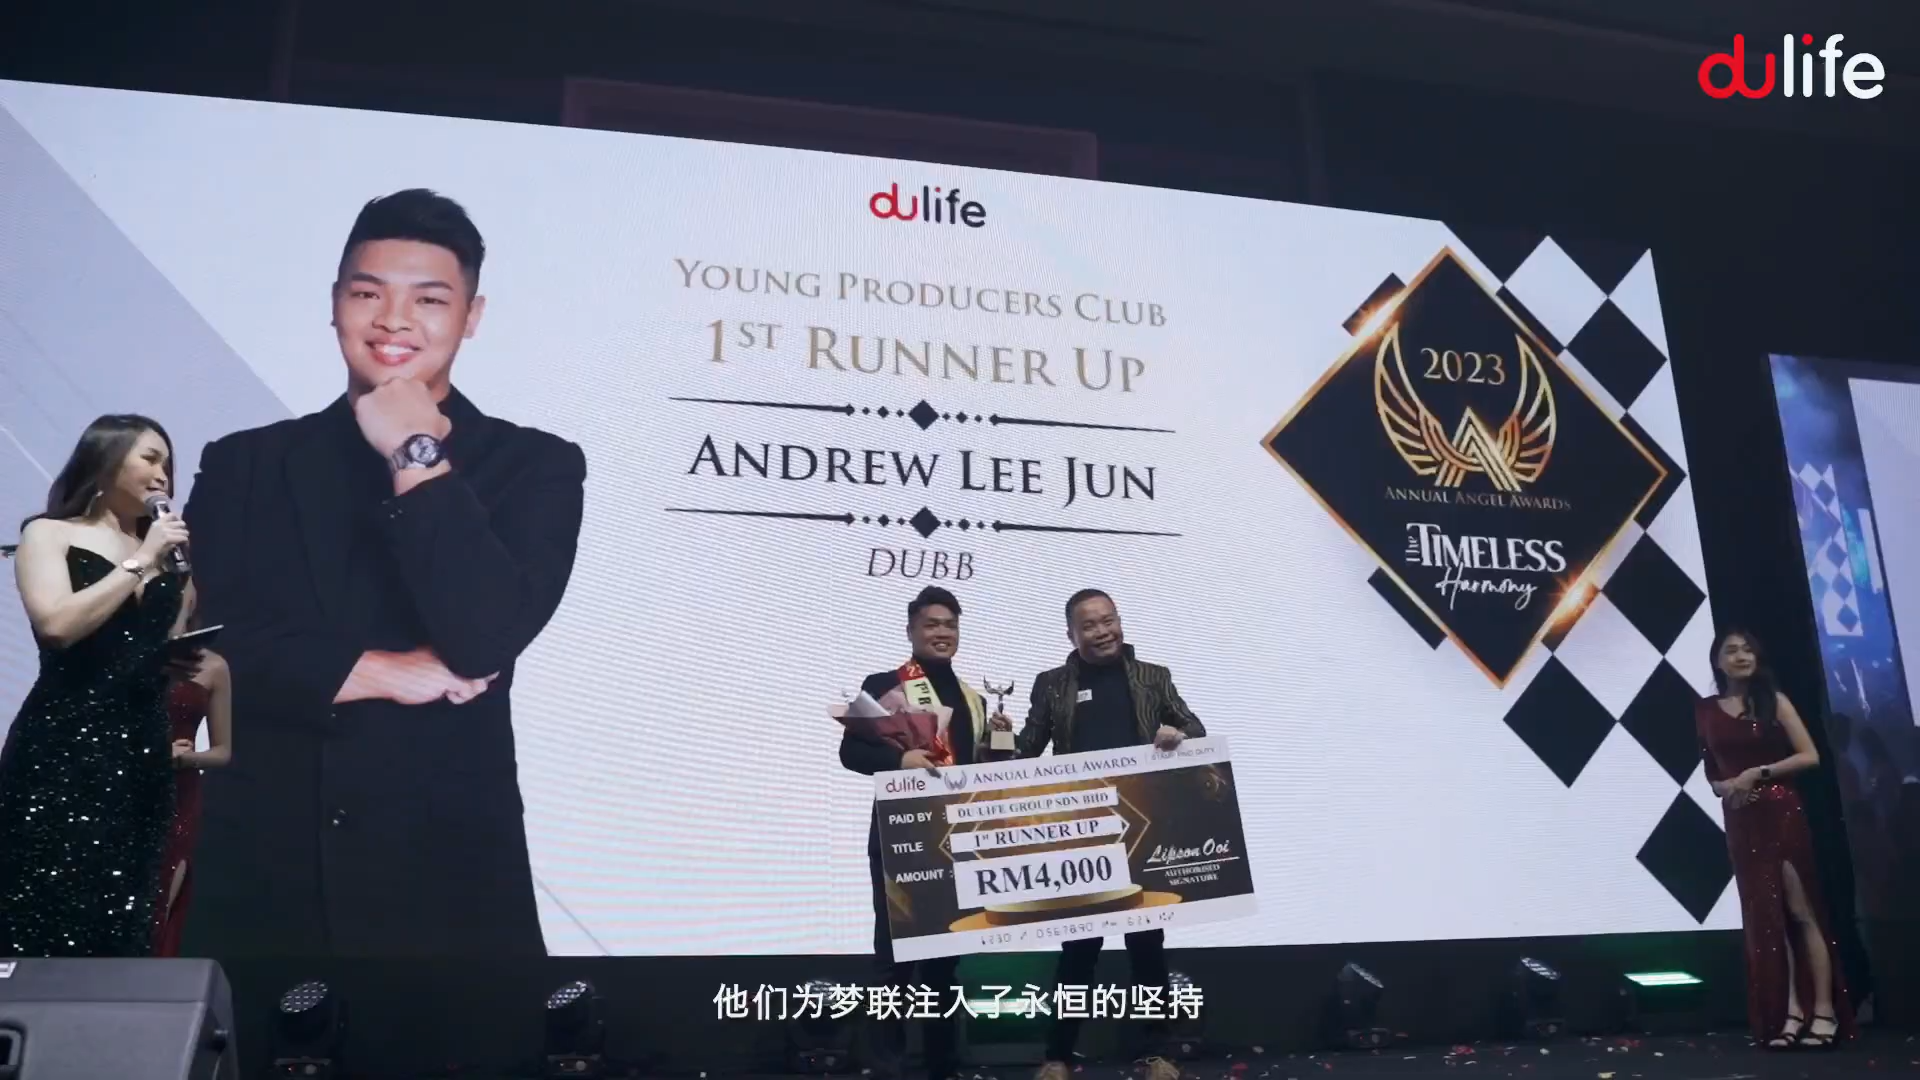 dulife
dulife
YOUNG PRODUCERS CLUB
1ST RUNNER UP
ANDREW LEE JUN
DUBB
2023
ANNUAL ANGEL AWARDS
The TIMELESS
Harmony
dulife ANNUAL ANGEL AWARDS
PAID BY : DU-LIFE GROUP SDN BHD
TITLE : 1st RUNNER UP
AMOUNT : RM4,000
Lipson Ooi
AUTHORISED
SIGNATURE
他们为梦联注入了永恒的坚持